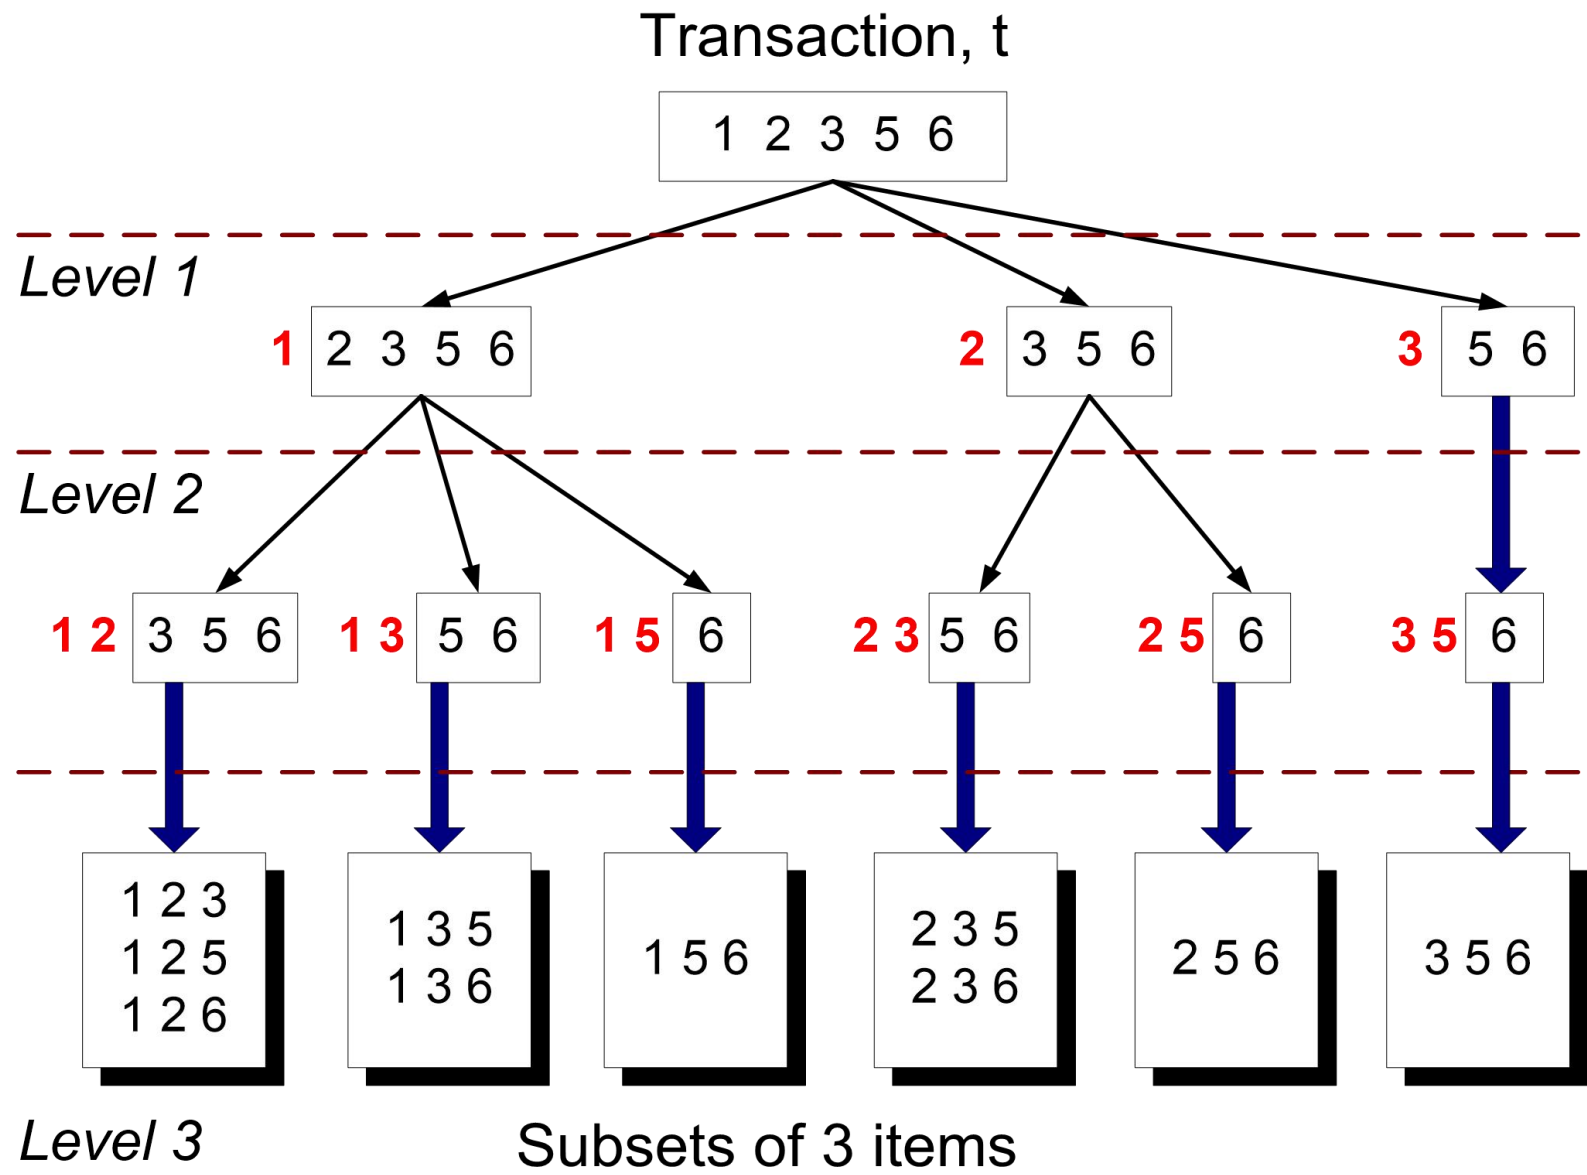 Transaction, t
1 2 3 5 6
Level 1
1 2 3 5 6
2 3 5 6
3 5 6
Level 2
1 2 3 5 6
1 3 5 6
1 5 6
2 3 5 6
2 5 6
3 5 6
1 2 3
1 2 5
1 2 6
1 3 5
1 3 6
1 5 6
2 3 5
2 3 6
2 5 6
3 5 6
Level 3
Subsets of 3 items